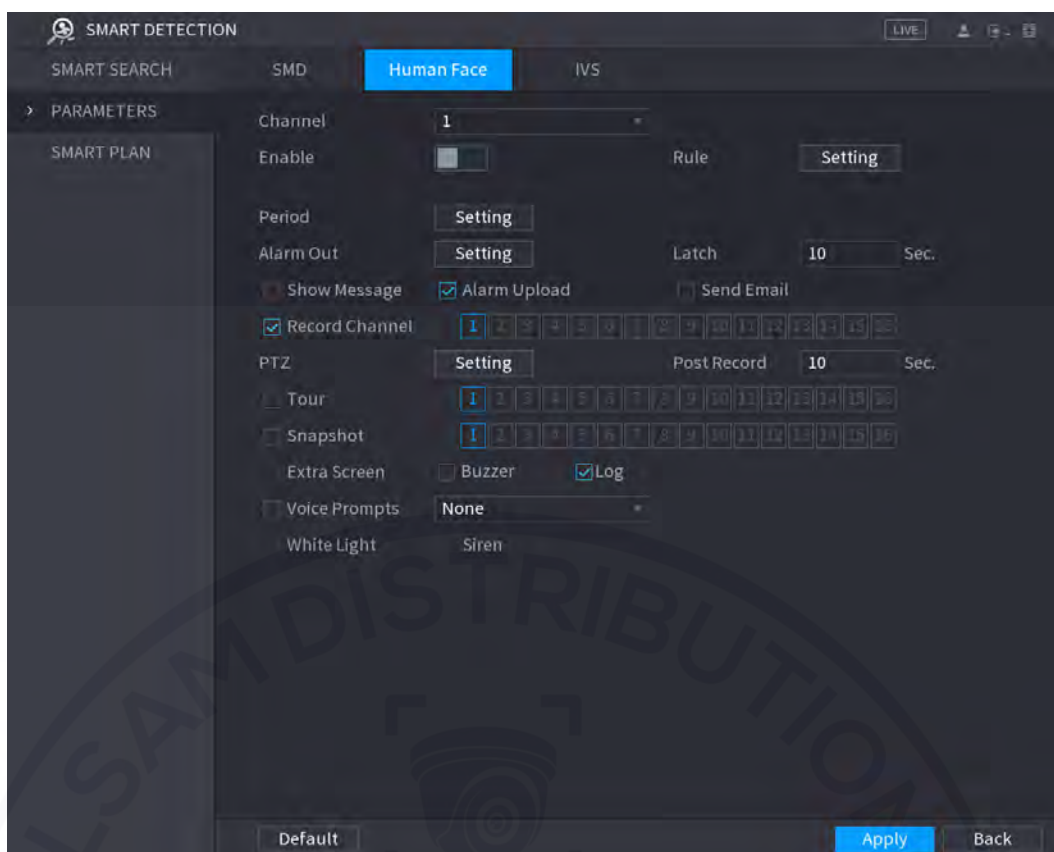 SMART DETECTION LIVE
SMART SEARCH SMD Human Face IVS
> PARAMETERS
SMART PLAN
Channel 1
Enable Rule Setting
Period Setting
Alarm Out Setting Latch 10 Sec.
Show Message Alarm Upload Send Email
Record Channel 1 2 3 4 5 6 7 8 9 10 11 12 13 14 15 16
PTZ Setting Post Record 10 Sec.
Tour 1 2 3 4 5 6 7 8 9 10 11 12 13 14 15 16
Snapshot 1 2 3 4 5 6 7 8 9 10 11 12 13 14 15 16
Extra Screen Buzzer Log
Voice Prompts None
White Light Siren
LSAM DISTRIBUTION
Default Apply Back